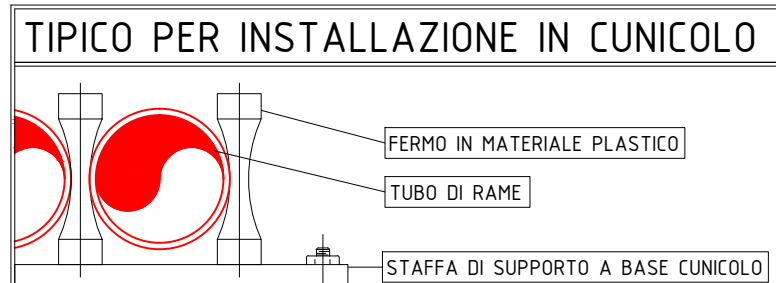 TIPICO PER INSTALLAZIONE IN CUNICOLO
FERMO IN MATERIALE PLASTICO
TUBO DI RAME
STAFFA DI SUPPORTO A BASE CUNICOLO